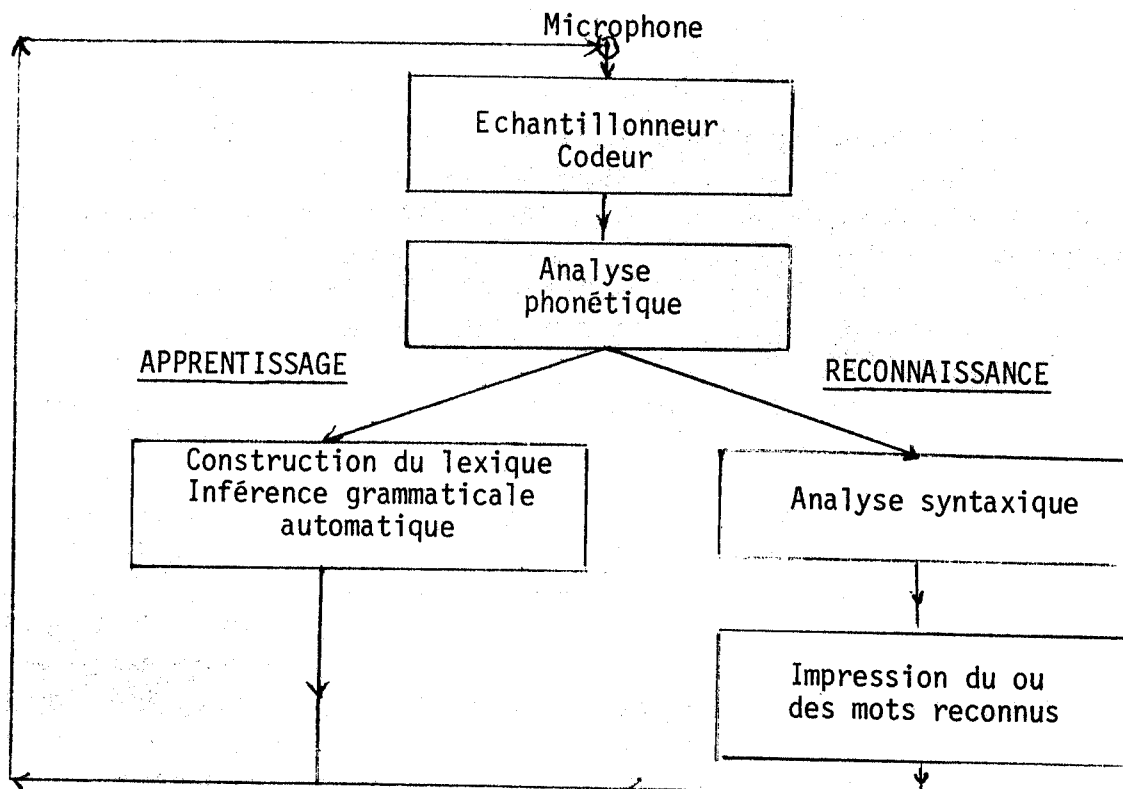 Microphone
Echantillonneur
Codeur
Analyse
phonétique
APPRENTISSAGE
RECONNAISSANCE
Construction du lexique
Inférence grammaticale
automatique
Analyse syntaxique
Impression du ou
des mots reconnus